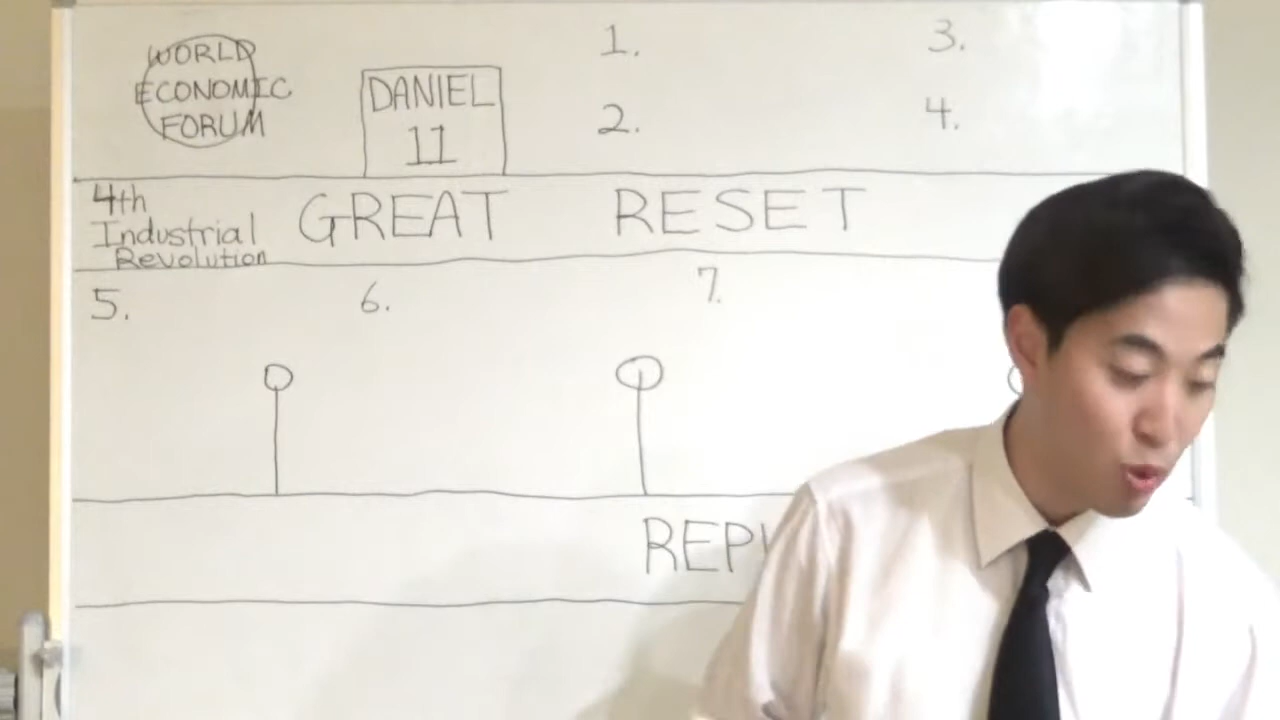 WORLD
ECONOMIC
FORUM
DANIEL
11
1.
2.
3.
4.
4th
Industrial
Revolution
GREAT RESET
5.
6.
7.